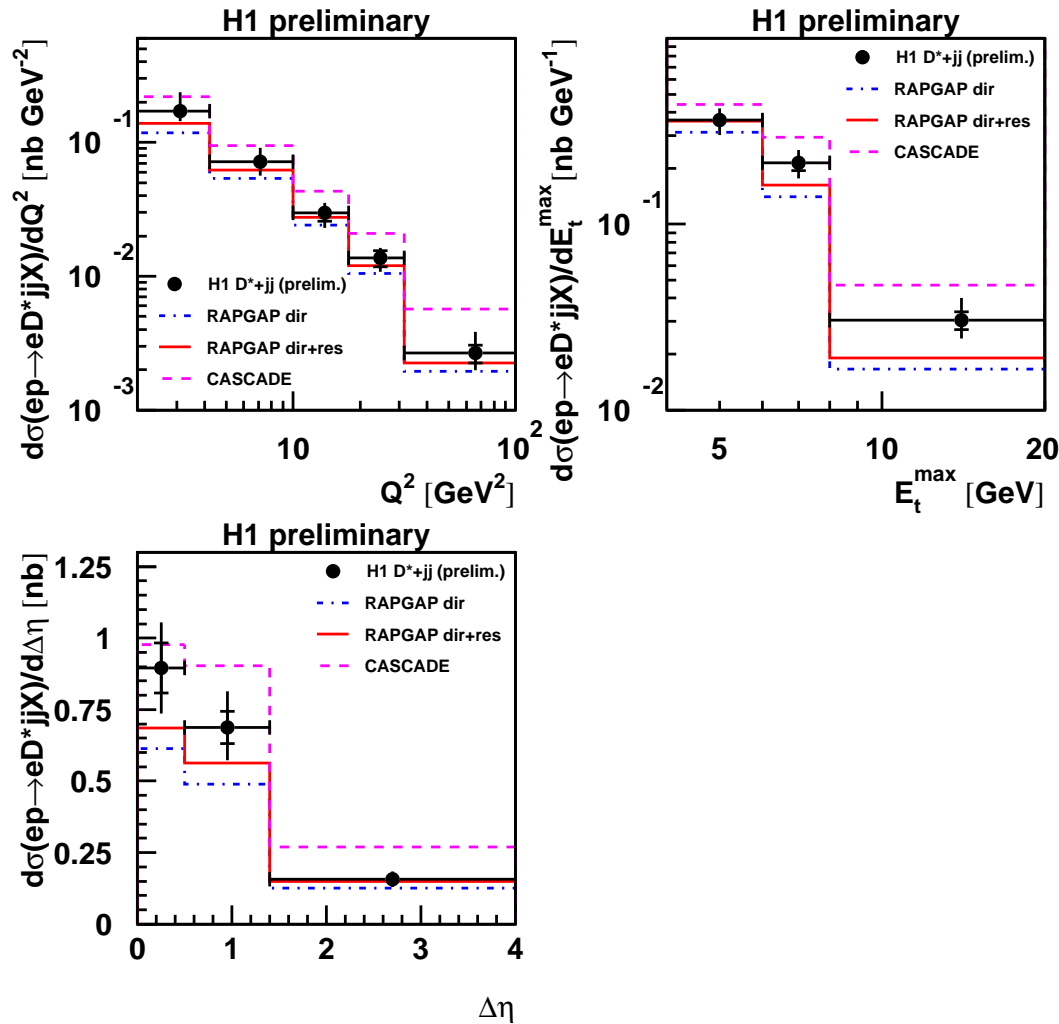 H1 preliminary
dσ(ep→eD*jjX)/dQ² [nb GeV⁻²]
10⁻¹
10⁻²
10⁻³
H1 D*+jj (prelim.)
RAPGAP dir
RAPGAP dir+res
CASCADE
10
10²
Q² [GeV²]
H1 preliminary
dσ(ep→eD*jjX)/dE_t^max [nb GeV⁻¹]
10⁻¹
10⁻²
H1 D*+jj (prelim.)
RAPGAP dir
RAPGAP dir+res
CASCADE
5
10
20
E_t^max [GeV]
H1 preliminary
dσ(ep→eD*jjX)/dΔη [nb]
1.25
1
0.75
0.5
0.25
0
H1 D*+jj (prelim.)
RAPGAP dir
RAPGAP dir+res
CASCADE
0
1
2
3
4
Δη